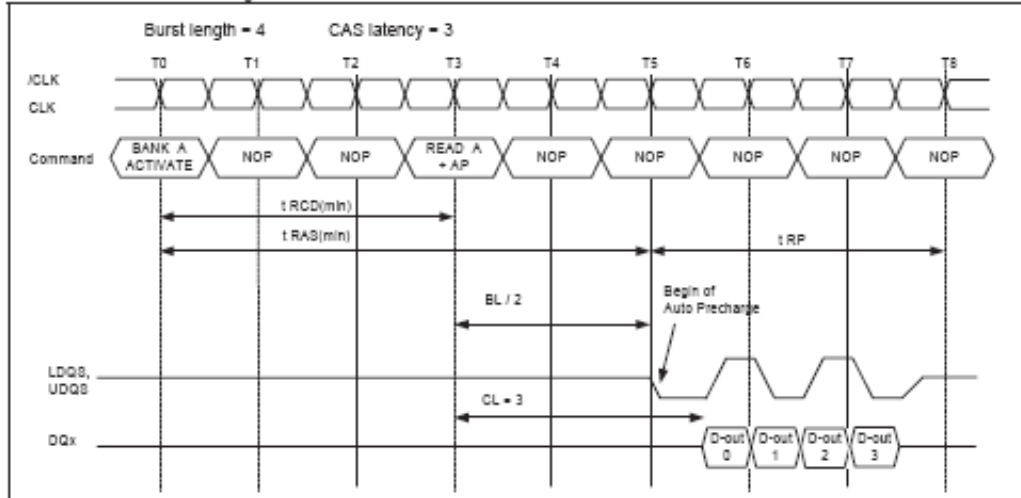 Burst length = 4 CAS latency = 3
T0 T1 T2 T3 T4 T5 T6 T7 T8
/CLK
CLK
Command
BANK A ACTIVATE
NOP
NOP
READ A + AP
NOP
NOP
NOP
NOP
NOP
t RCD(min)
t RAS(min)
t RP
BL / 2
Begin of
Auto Precharge
LDQS,
UDQS
CL = 3
DQx
D-out 0
D-out 1
D-out 2
D-out 3